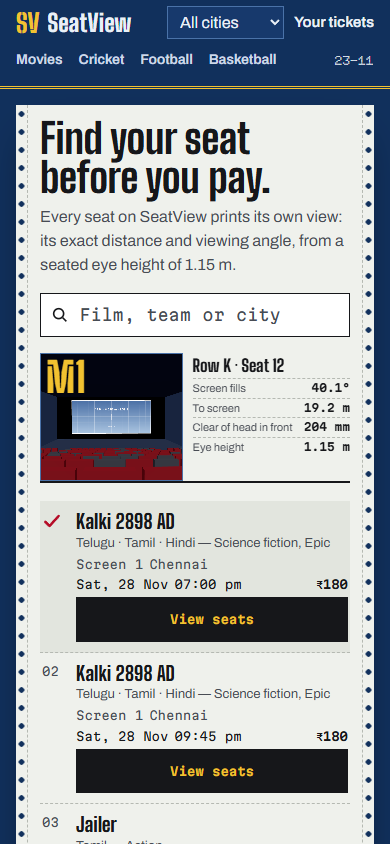 SV SeatView
All cities
Your tickets
Movies Cricket Football Basketball
23–11
Find your seat
before you pay.
Every seat on SeatView prints its own view:
its exact distance and viewing angle, from a
seated eye height of 1.15 m.
Film, team or city
Row K · Seat 12
Screen fills 40.1°
To screen 19.2 m
Clear of head in front 204 mm
Eye height 1.15 m
Kalki 2898 AD
Telugu · Tamil · Hindi — Science fiction, Epic
Screen 1 Chennai
Sat, 28 Nov 07:00 pm ₹180
View seats
02 Kalki 2898 AD
Telugu · Tamil · Hindi — Science fiction, Epic
Screen 1 Chennai
Sat, 28 Nov 09:45 pm ₹180
View seats
03 Jailer